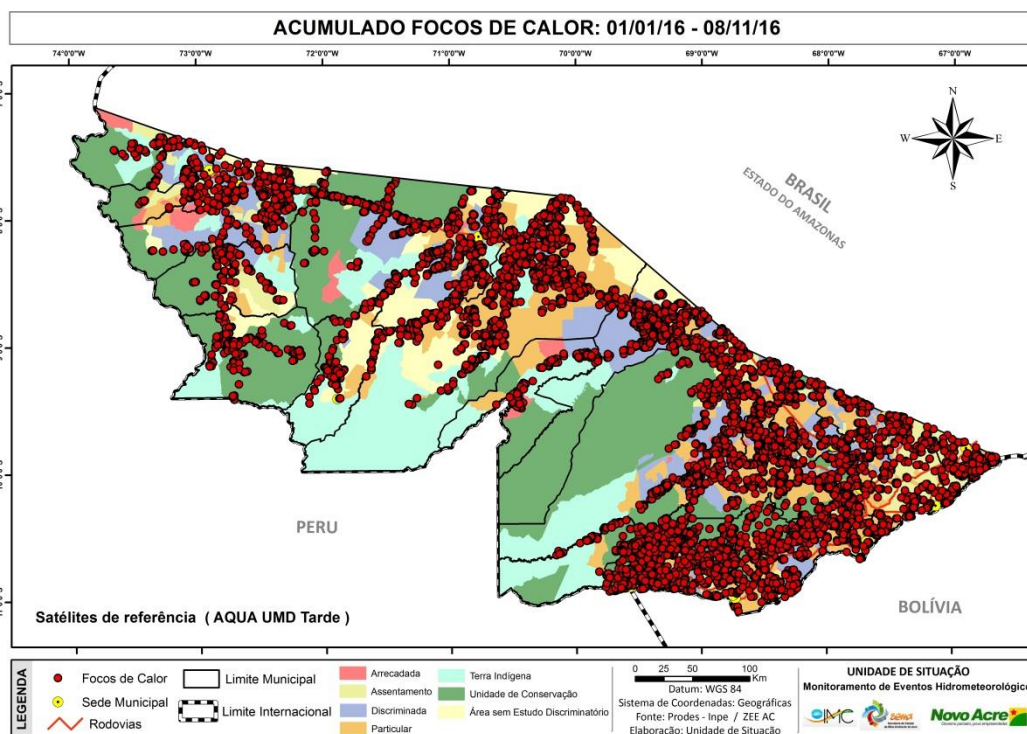 ACUMULADO FOCOS DE CALOR: 01/01/16 - 08/11/16
74°0'0"O 73°0'0"O 72°0'0"O 71°0'0"O 70°0'0"O 69°0'0"O 68°0'0"O 67°0'0"O
N
W E
S
BRASIL
ESTADO DO AMAZONAS
PERU
BOLÍVIA
Satélites de referência ( AQUA UMD Tarde )
LEGENDA
Focos de Calor
Sede Municipal
Rodovias
Limite Municipal
Limite Internacional
Arrecadada
Assentamento
Discriminada
Particular
Terra Indígena
Unidade de Conservação
Área sem Estudo Discriminatório
0 25 50 100
Km
Datum: WGS 84
Sistema de Coordenadas: Geográficas
Fonte: Prodes - Inpe / ZEE AC
Elaboração: Unidade de Situação
UNIDADE DE SITUAÇÃO
Monitoramento de Eventos Hidrometeorológico
IMC
Sema
Novo Acre